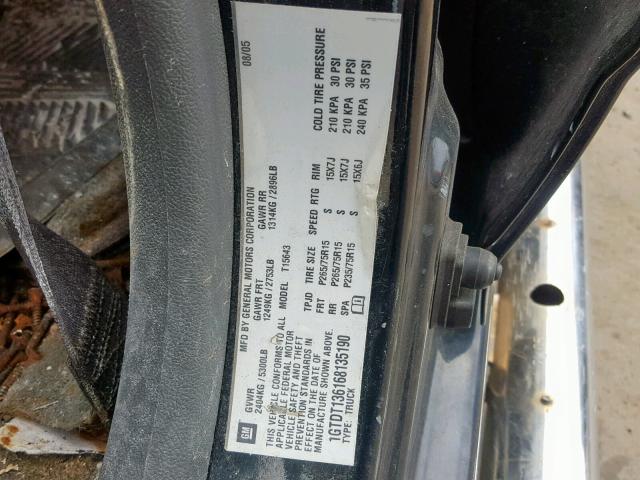 GM
MFD BY GENERAL MOTORS CORPORATION
08/05
GVWR GAWR FRT GAWR RR
2404KG / 5300LB 1249KG / 2753LB 1314KG / 2896LB
THIS VEHICLE CONFORMS TO ALL
APPLICABLE FEDERAL MOTOR
VEHICLE SAFETY AND THEFT
PREVENTION STANDARDS IN
EFFECT ON THE DATE OF
MANUFACTURE SHOWN ABOVE.
1GTDT136168135190
TYPE: TRUCK
MODEL T15643
TPJD TIRE SIZE SPEED RTG RIM COLD TIRE PRESSURE
FRT P265/75R15 S 15X7J 210 KPA 30 PSI
RR P265/75R15 S 15X7J 210 KPA 30 PSI
SPA P235/75R15 S 15X6J 240 KPA 35 PSI